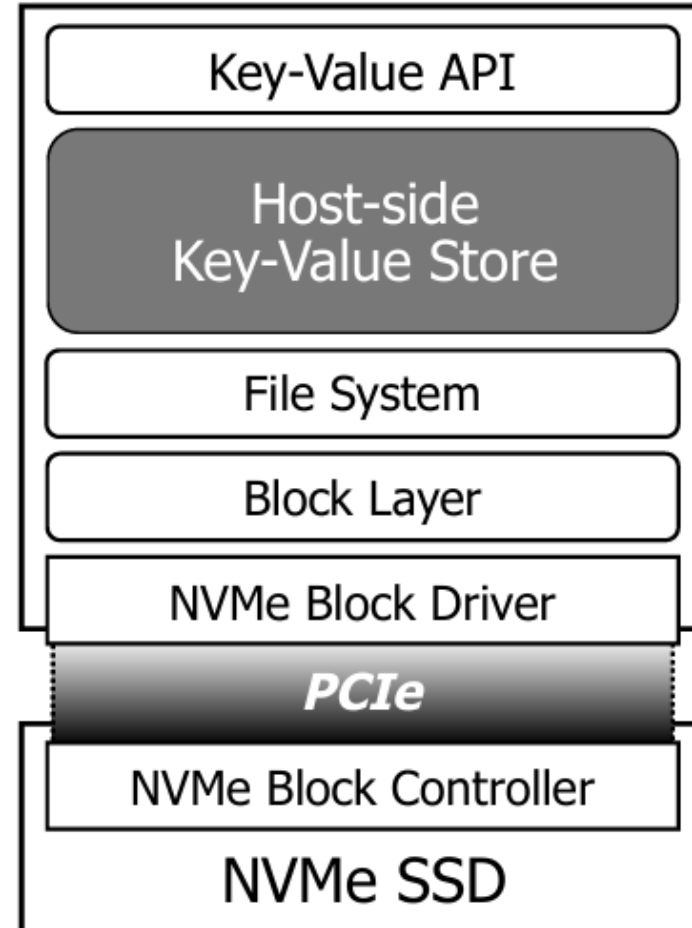 Key-Value API
Host-side
Key-Value Store
File System
Block Layer
NVMe Block Driver
PCIe
NVMe Block Controller
NVMe SSD